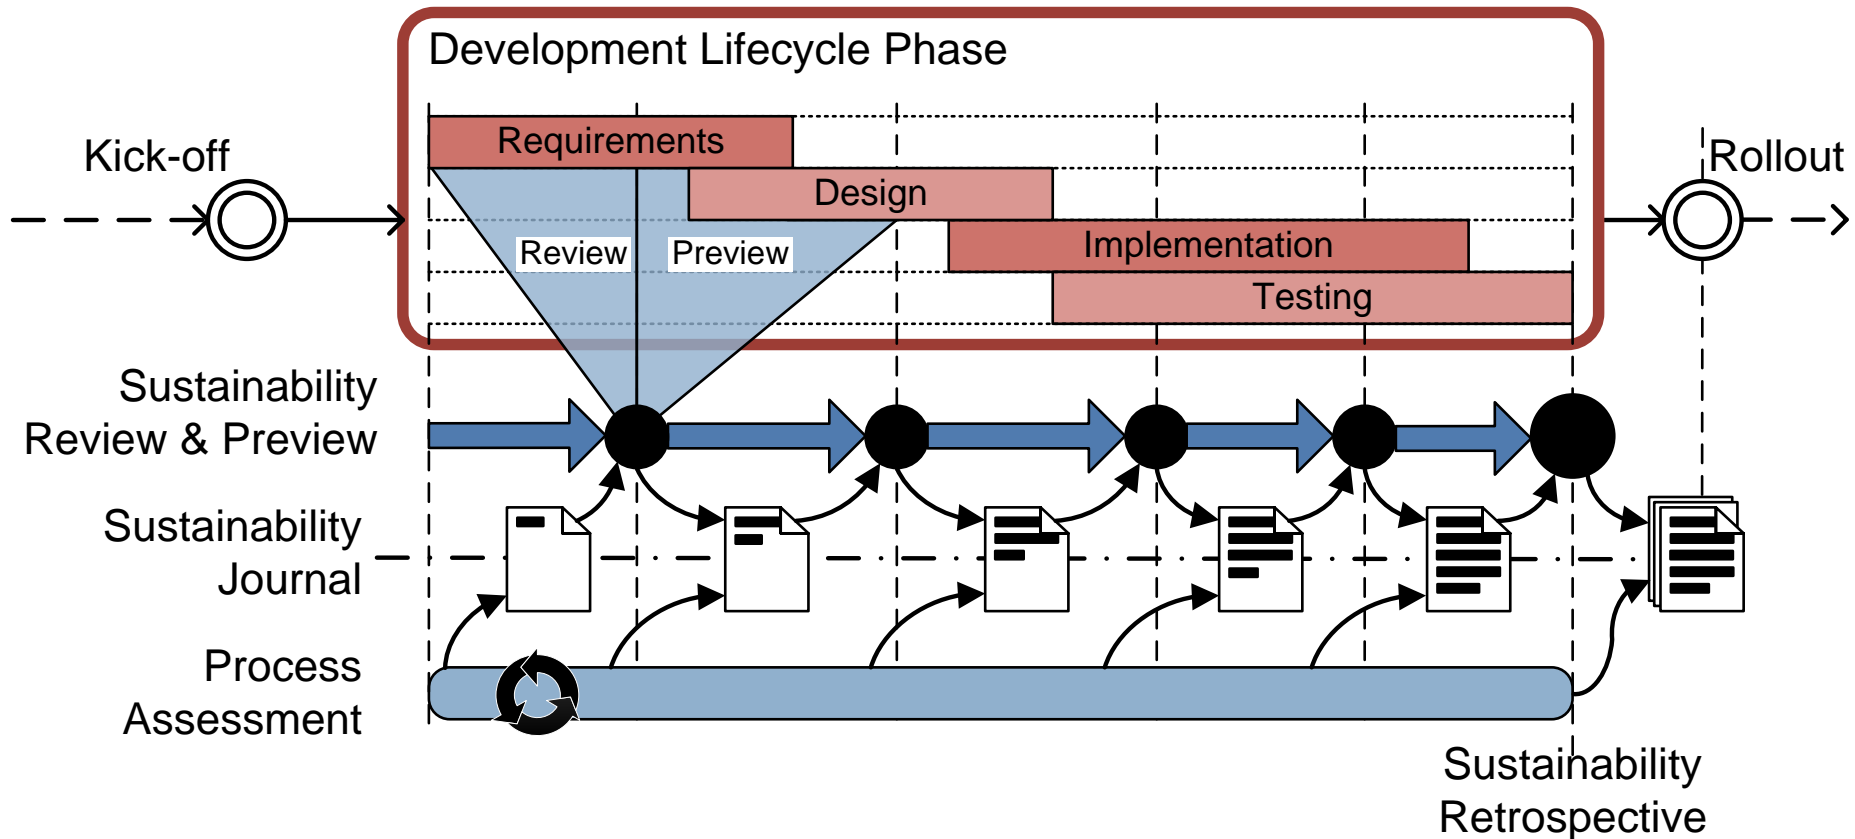 Development Lifecycle Phase
Requirements
Kick-off
Rollout
Design
Review
Preview
Implementation
Testing
Sustainability
Review & Preview
Sustainability
Journal
Process
Assessment
Sustainability
Retrospective